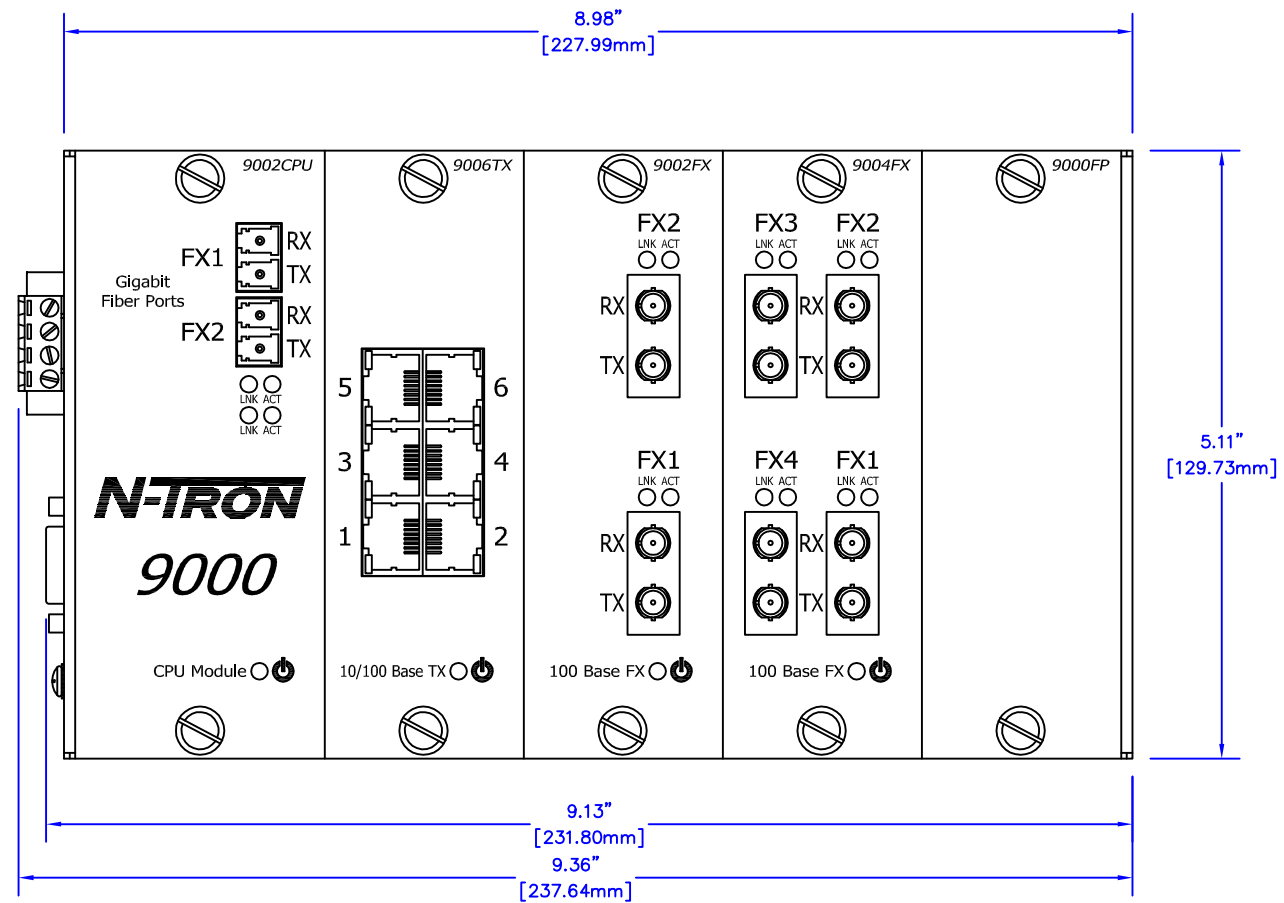 8.98"
[227.99mm]
9002CPU
9006TX
9002FX
9004FX
9000FP
FX1
RX
TX
Gigabit
Fiber Ports
FX2
RX
TX
LNK ACT
LNK ACT
N-TRON
9000
CPU Module
5
6
3
4
1
2
10/100 Base TX
FX2
LNK ACT
RX
TX
FX1
LNK ACT
RX
TX
100 Base FX
FX3
FX2
LNK ACT
LNK ACT
RX
TX
FX4
FX1
LNK ACT
LNK ACT
RX
TX
100 Base FX
5.11"
[129.73mm]
9.13"
[231.80mm]
9.36"
[237.64mm]